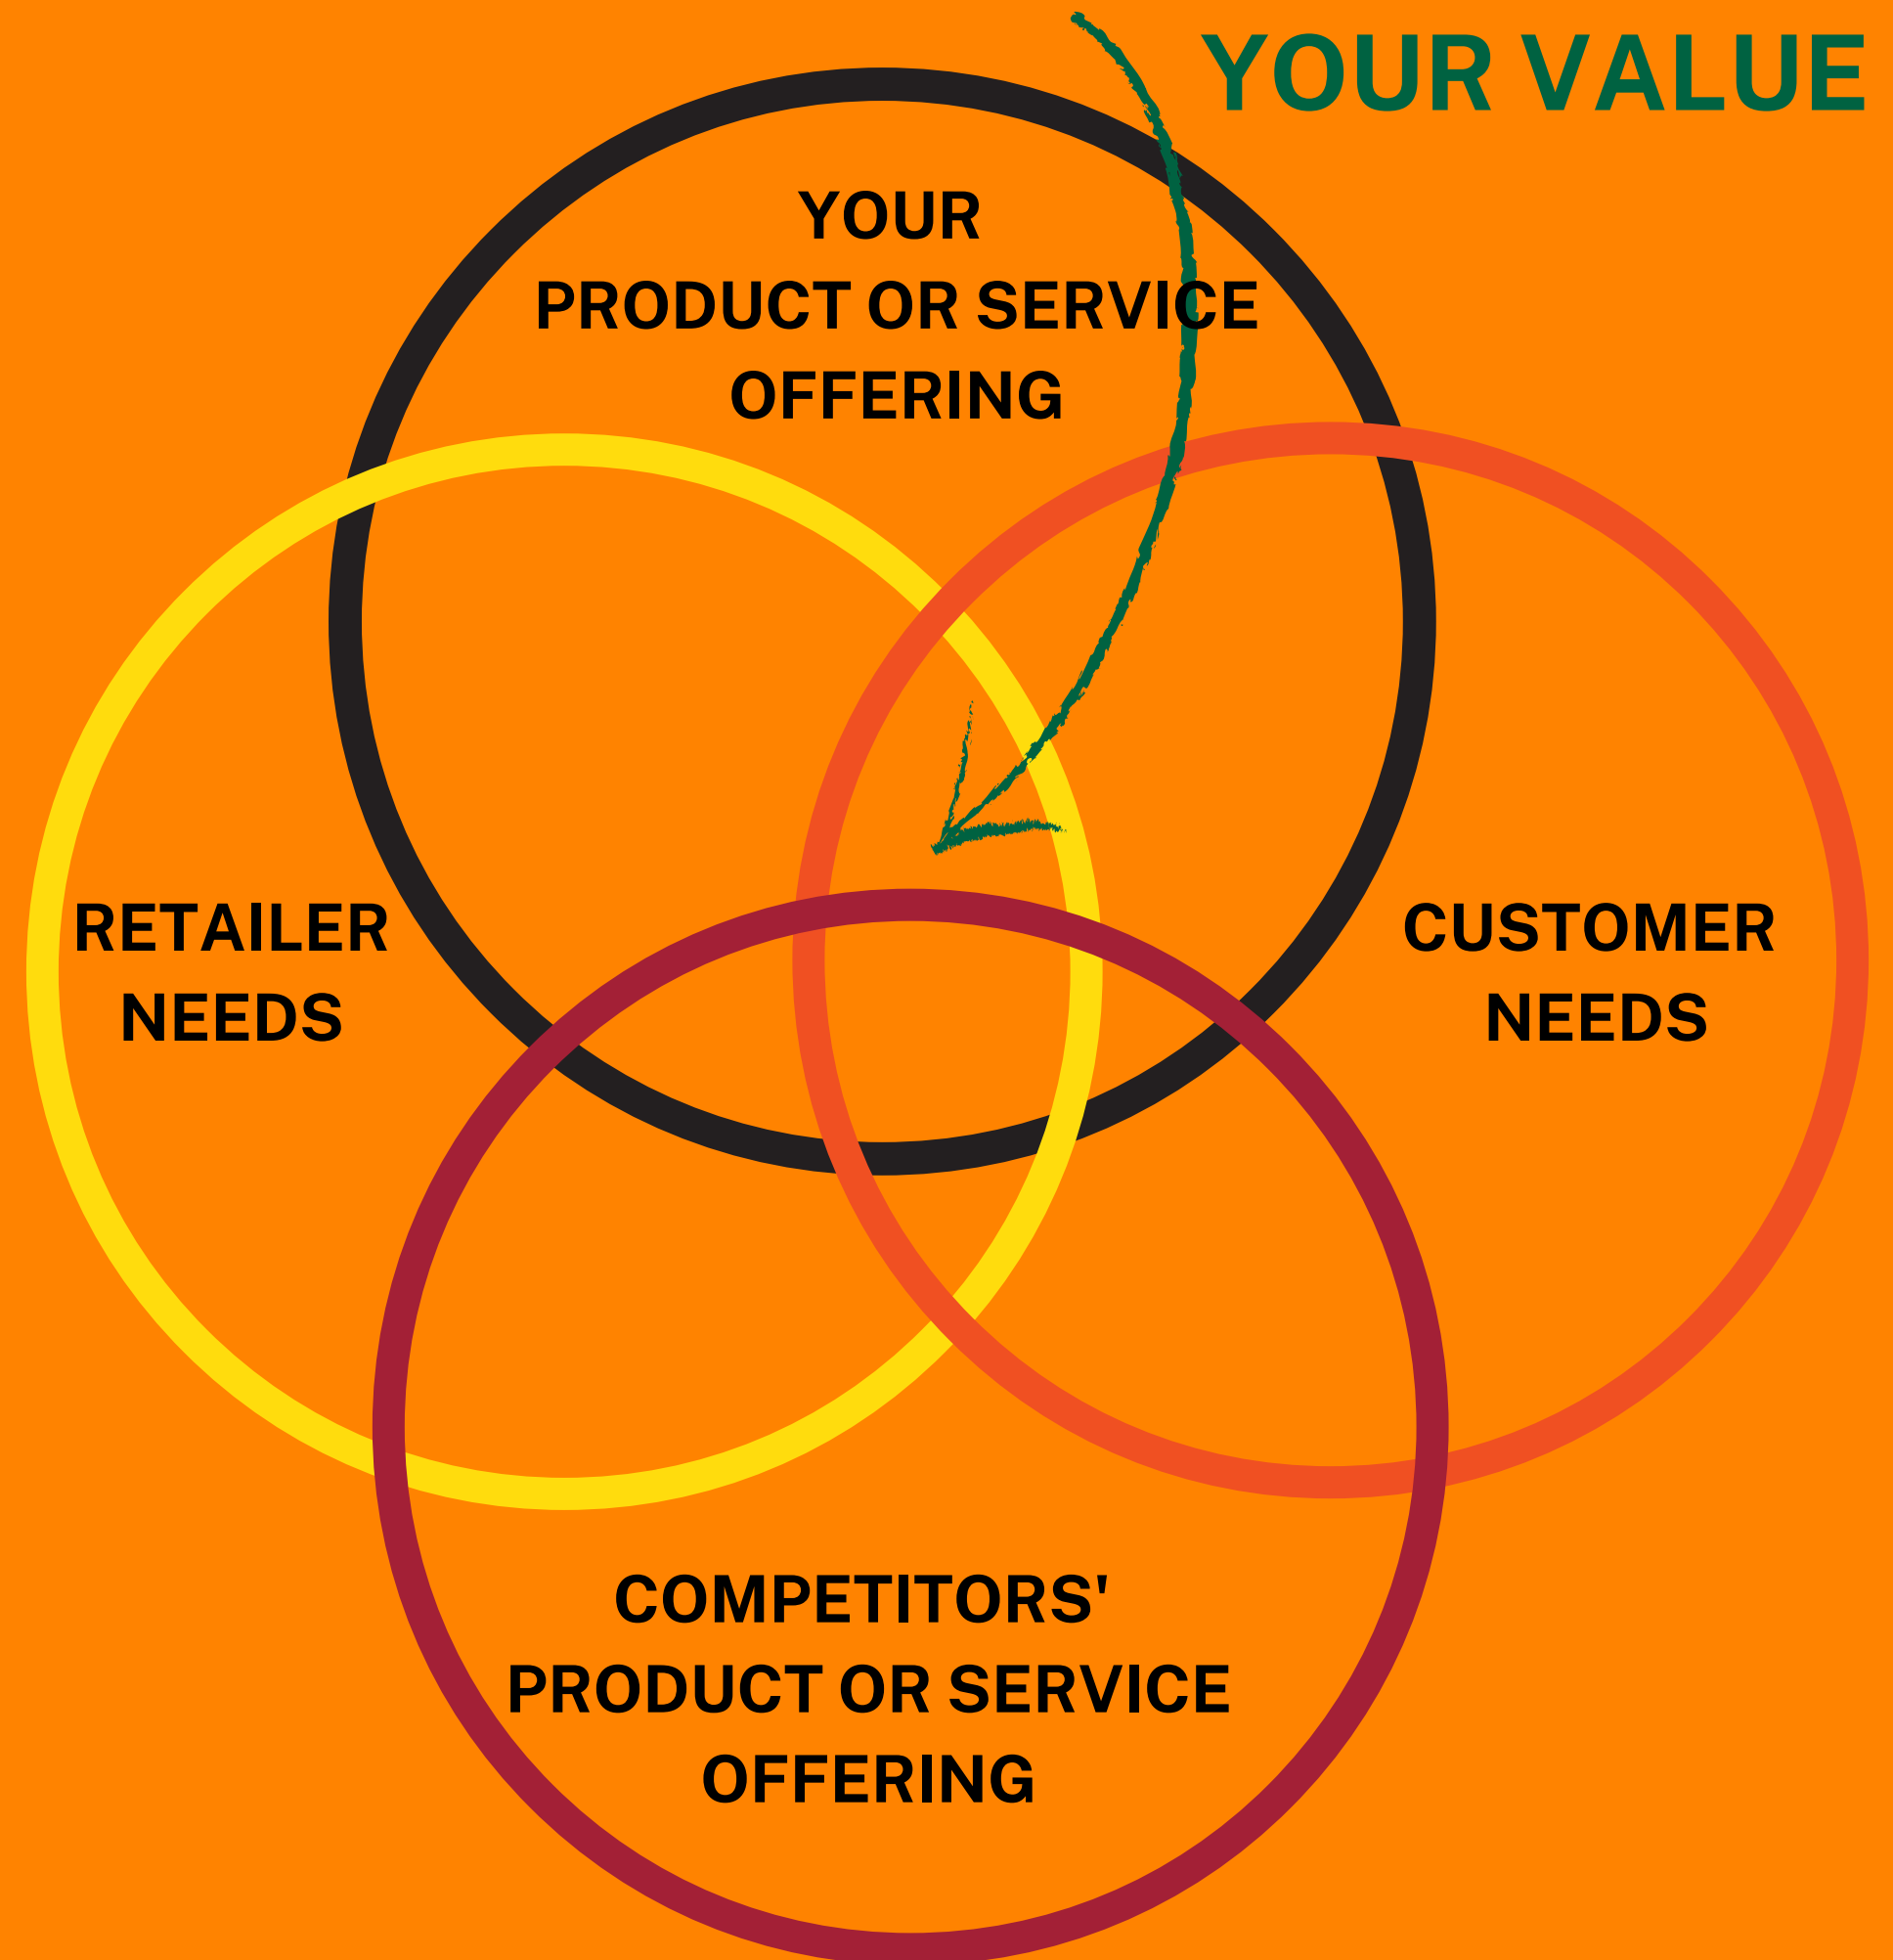 YOUR VALUE
YOUR
PRODUCT OR SERVICE
OFFERING
RETAILER
NEEDS
CUSTOMER
NEEDS
COMPETITORS'
PRODUCT OR SERVICE
OFFERING